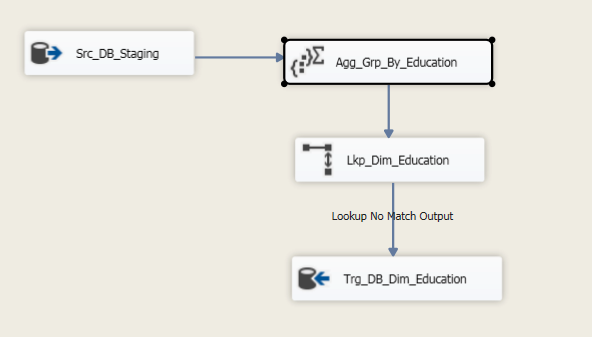 Src_DB_Staging
Agg_Grp_By_Education
Lkp_Dim_Education
Lookup No Match Output
Trg_DB_Dim_Education